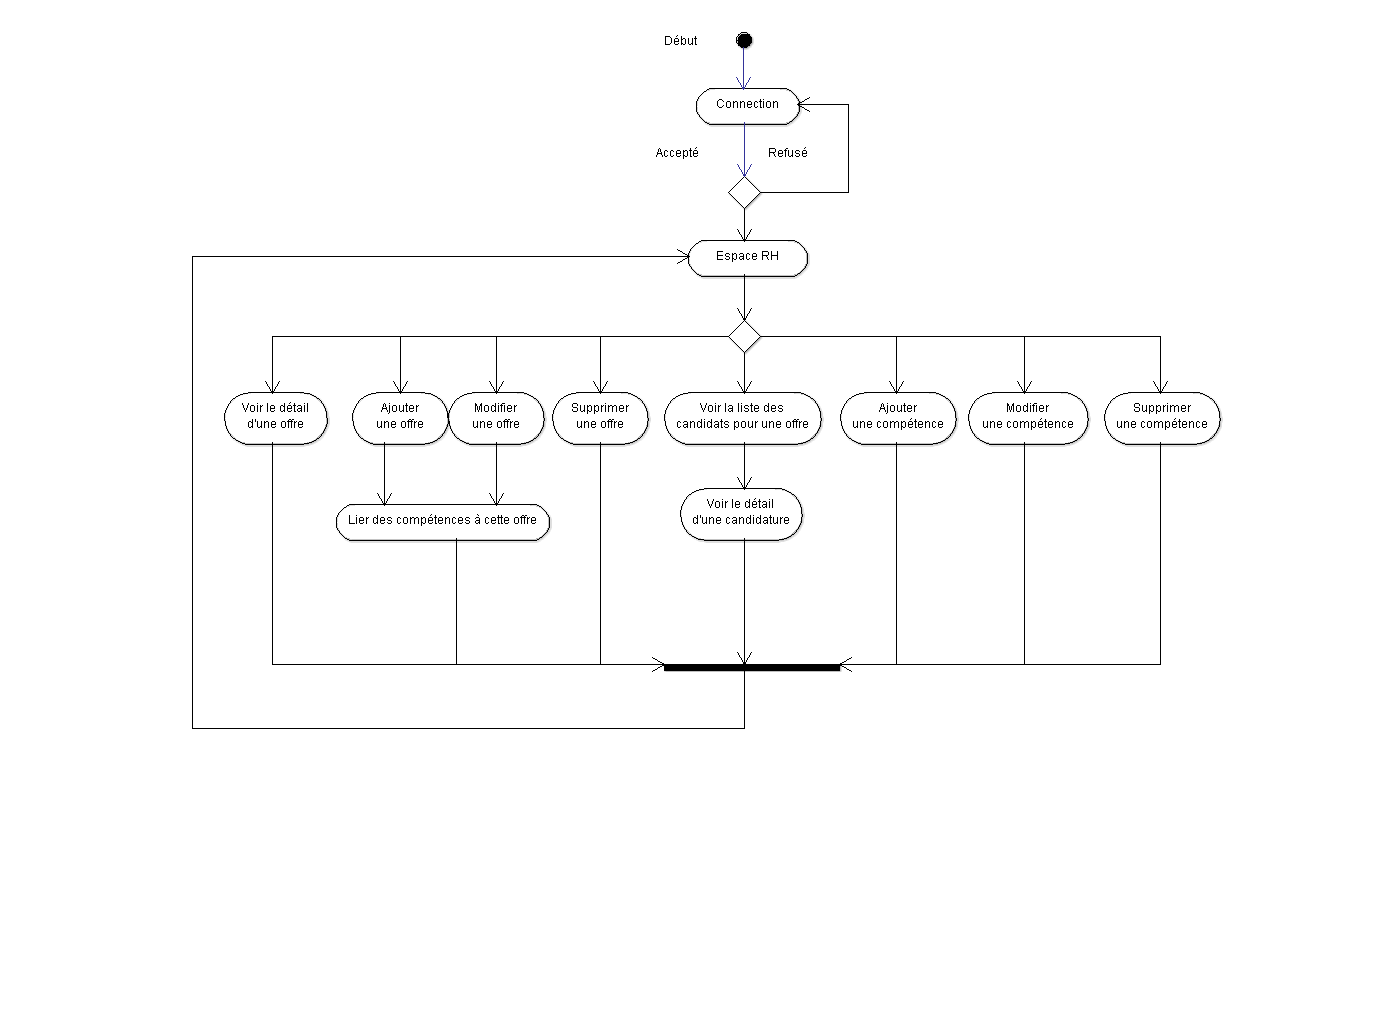 Début
Connection
Accepté
Refusé
Espace RH
Voir le détail
d'une offre
Ajouter
une offre
Modifier
une offre
Supprimer
une offre
Voir la liste des
candidats pour une offre
Ajouter
une compétence
Modifier
une compétence
Supprimer
une compétence
Lier des compétences à cette offre
Voir le détail
d'une candidature